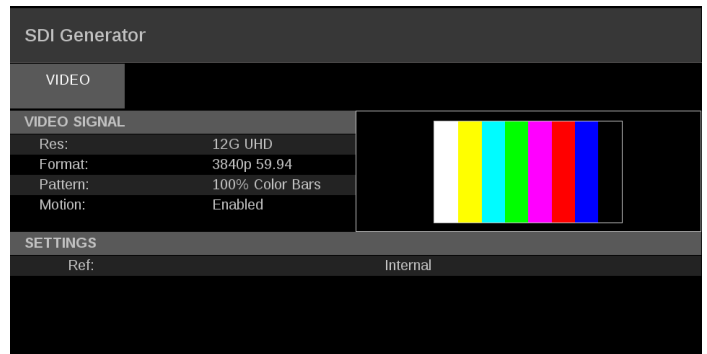 SDI Generator
VIDEO
VIDEO SIGNAL
Res: 12G UHD
Format: 3840p 59.94
Pattern: 100% Color Bars
Motion: Enabled
SETTINGS
Ref: Internal